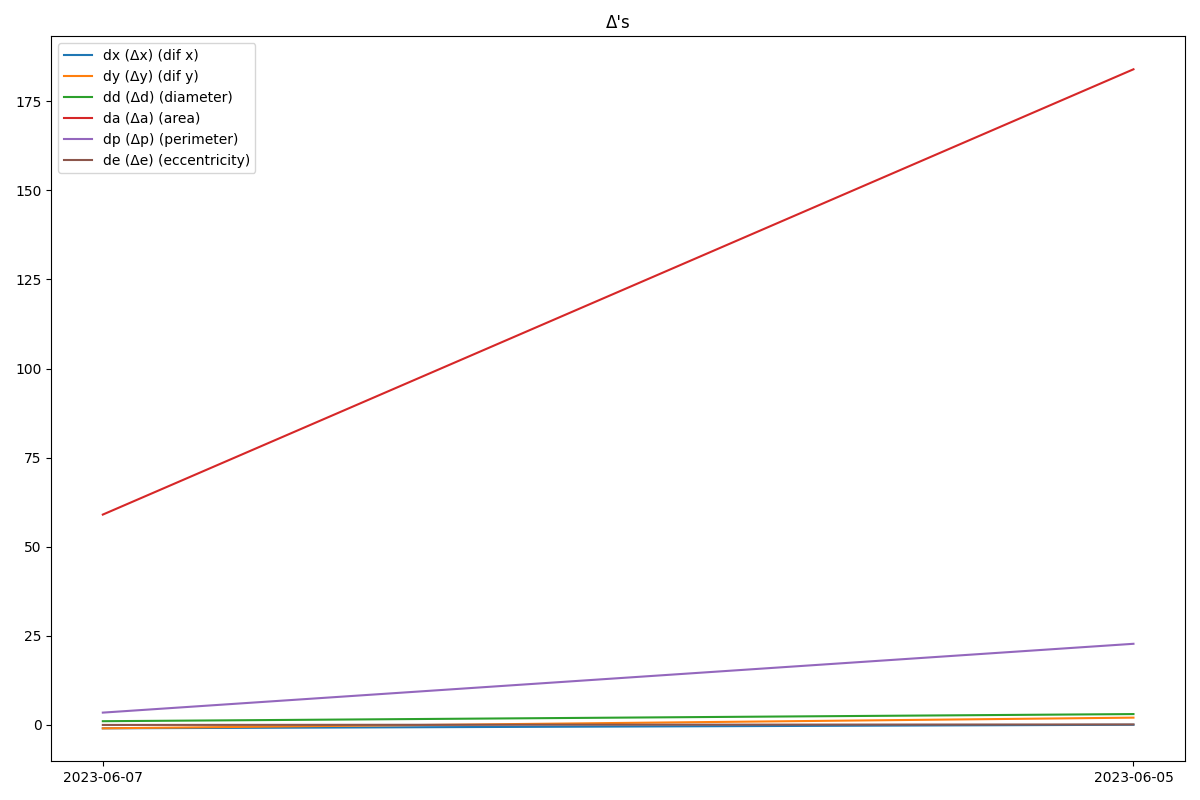 Δ's
dx (Δx) (dif x)
dy (Δy) (dif y)
dd (Δd) (diameter)
da (Δa) (area)
dp (Δp) (perimeter)
de (Δe) (eccentricity)
175
150
125
100
75
50
25
0
2023-06-07
2023-06-05